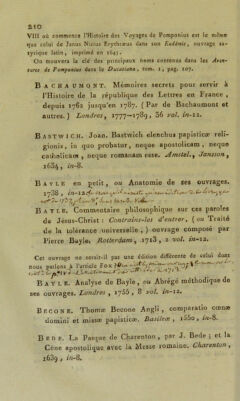 210
VIII où commence l'Histoire des Voyages de Pomponius est le même
que celui de Janus Nicius Erythræus dans son Eudemie, ouvrage sa-
tyrique latin, imprimé en 1645.
On trouvera la clé des principaux noms contenus dans les Aven-
tures de Pomponius dans le Ducatiana, tom. 1, pag. 107.
BACHAUMONT. Mémoires secrets pour servir à
l'Histoire de la république des Lettres en France,
depuis 1762 jusqu'en 1787. (Par de Bachaumont et
autres.) Londres, 1777-1789, 36 vol. in-12.
BASTWICH. Joan. Bastwich elenchus papisticæ reli-
gionis, in quo probatur, neque apostolicam, neque
catholicam, neque romanam esse. Amstel., Jansson,
1634, in-8.
BAYLE en petit, ou Anatomie de ses ouvrages.
1738, in-12
BAYLE. Commentaire philosophique sur ces paroles
de Jésus-Christ: Contrains-les d'entrer, (ou Traité
de la tolérance universelle,) ouvrage composé par
Pierre Bayle. Rotterdam, 1713, 2 vol. in-12.
Cet ouvrage ne serait-il pas une édition différente de celui dont
nous parlons à l'article Fox
BAYLE. Analyse de Bayle, ou Abrégé méthodique de
ses ouvrages. Londres, 1755, 8 vol. in-12.
BECONE. Thomæ Becone Angli, comparatio cœnæ
domini et missæ papisticæ. Basileæ, 1550, in-8.
BEDE. La Pasque de Charenton, par J. Bede; et la
Cène apostolique avec la Messe romaine. Charenton,
1639, in-8.